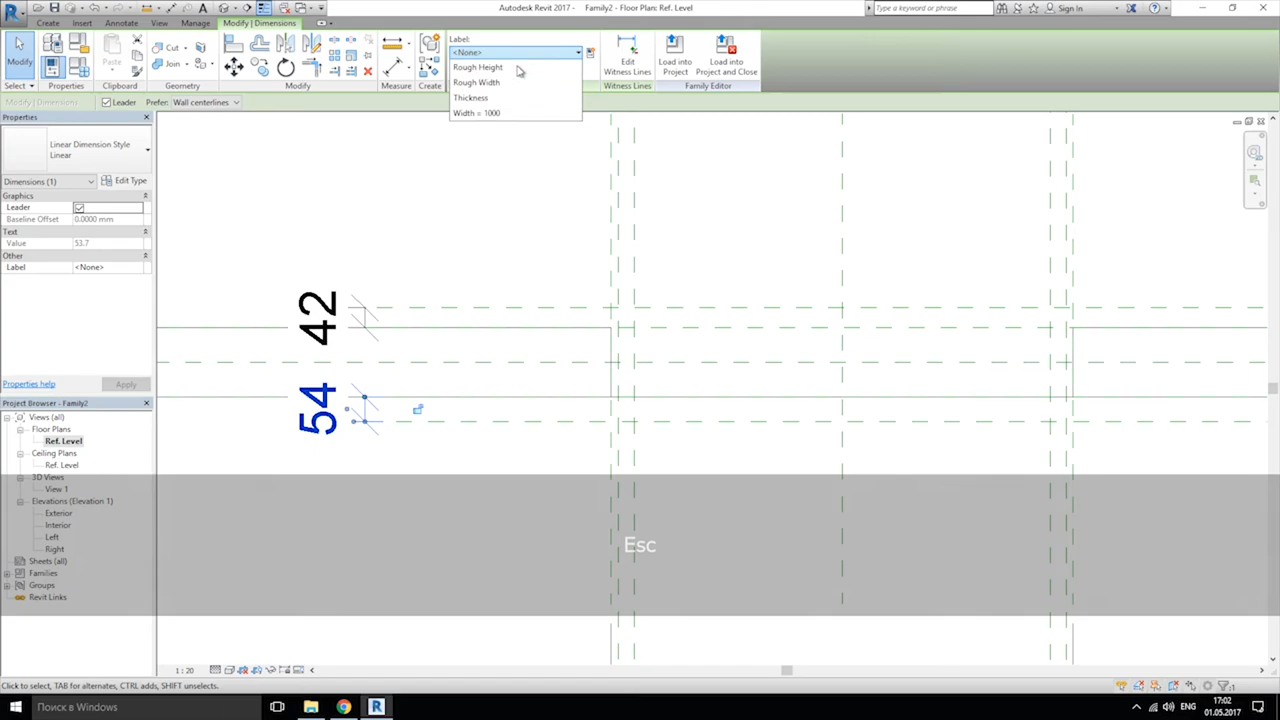 Autodesk Revit 2017 - Family2 - Floor Plan: Ref. Level
Type a keyword or phrase
Sign In
Create
Insert
Annotate
View
Manage
Modify | Dimensions
Modify
Paste
Cut
Join
Label:
<None>
Rough Height
Rough Width
Thickness
Width = 1000
Edit
Witness Lines
Load into
Project
Load into
Project and Close
Select
Properties
Clipboard
Geometry
Modify
Measure
Create
Witness Lines
Family Editor
Modify | Dimensions
Leader
Prefer:
Wall centerlines
Properties
Linear Dimension Style
Linear
Dimensions (1)
Edit Type
Graphics
Leader
Baseline Offset 0.0000 mm
Text
Value 53.7
Other
Label <None>
Properties help
Apply
Project Browser - Family2
Views (all)
Floor Plans
Ref. Level
Ceiling Plans
Ref. Level
3D Views
View 1
Elevations (Elevation 1)
Exterior
Interior
Left
Right
Sheets (all)
Families
Groups
Revit Links
42
54
Esc
1 : 20
Click to select, TAB for alternates, CTRL adds, SHIFT unselects.
:1
Поиск в Windows
ENG
17:02
01.05.2017